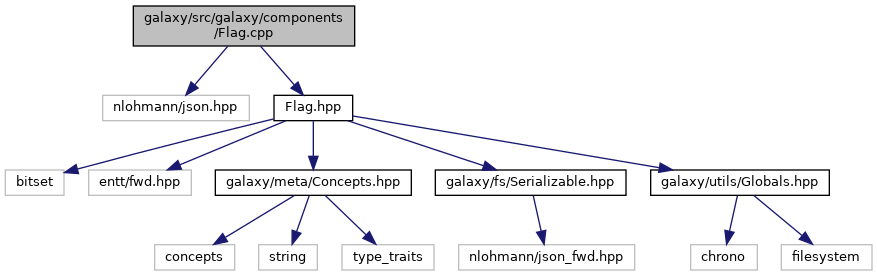 galaxy/src/galaxy/components
/Flag.cpp
nlohmann/json.hpp
Flag.hpp
bitset
entt/fwd.hpp
galaxy/meta/Concepts.hpp
galaxy/fs/Serializable.hpp
galaxy/utils/Globals.hpp
concepts
string
type_traits
nlohmann/json_fwd.hpp
chrono
filesystem